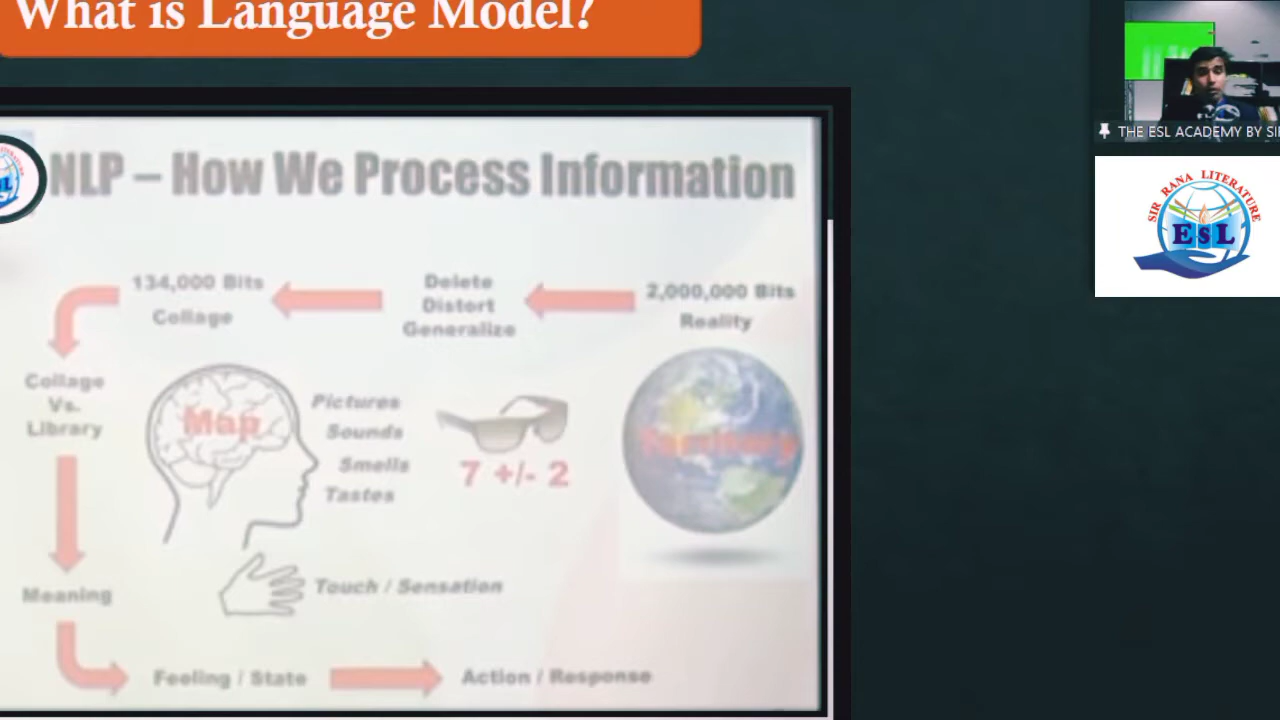 What is Language Model?
NLP – How We Process Information
134,000 Bits
Collage
Delete
Distort
Generalize
2,000,000 Bits
Reality
Collage
Vs.
Library
Map
Pictures
Sounds
Smells
Tastes
7 +/- 2
Territory
Touch / Sensation
Meaning
Feeling / State
Action / Response
THE ESL ACADEMY BY SI
SIR RANA LITERATURE
ESL